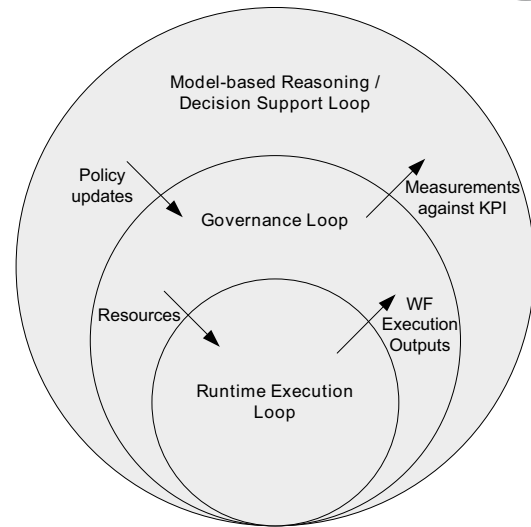 Model-based Reasoning /
Decision Support Loop
Policy
updates
Measurements
against KPI
Governance Loop
Resources
WF
Execution
Outputs
Runtime Execution
Loop